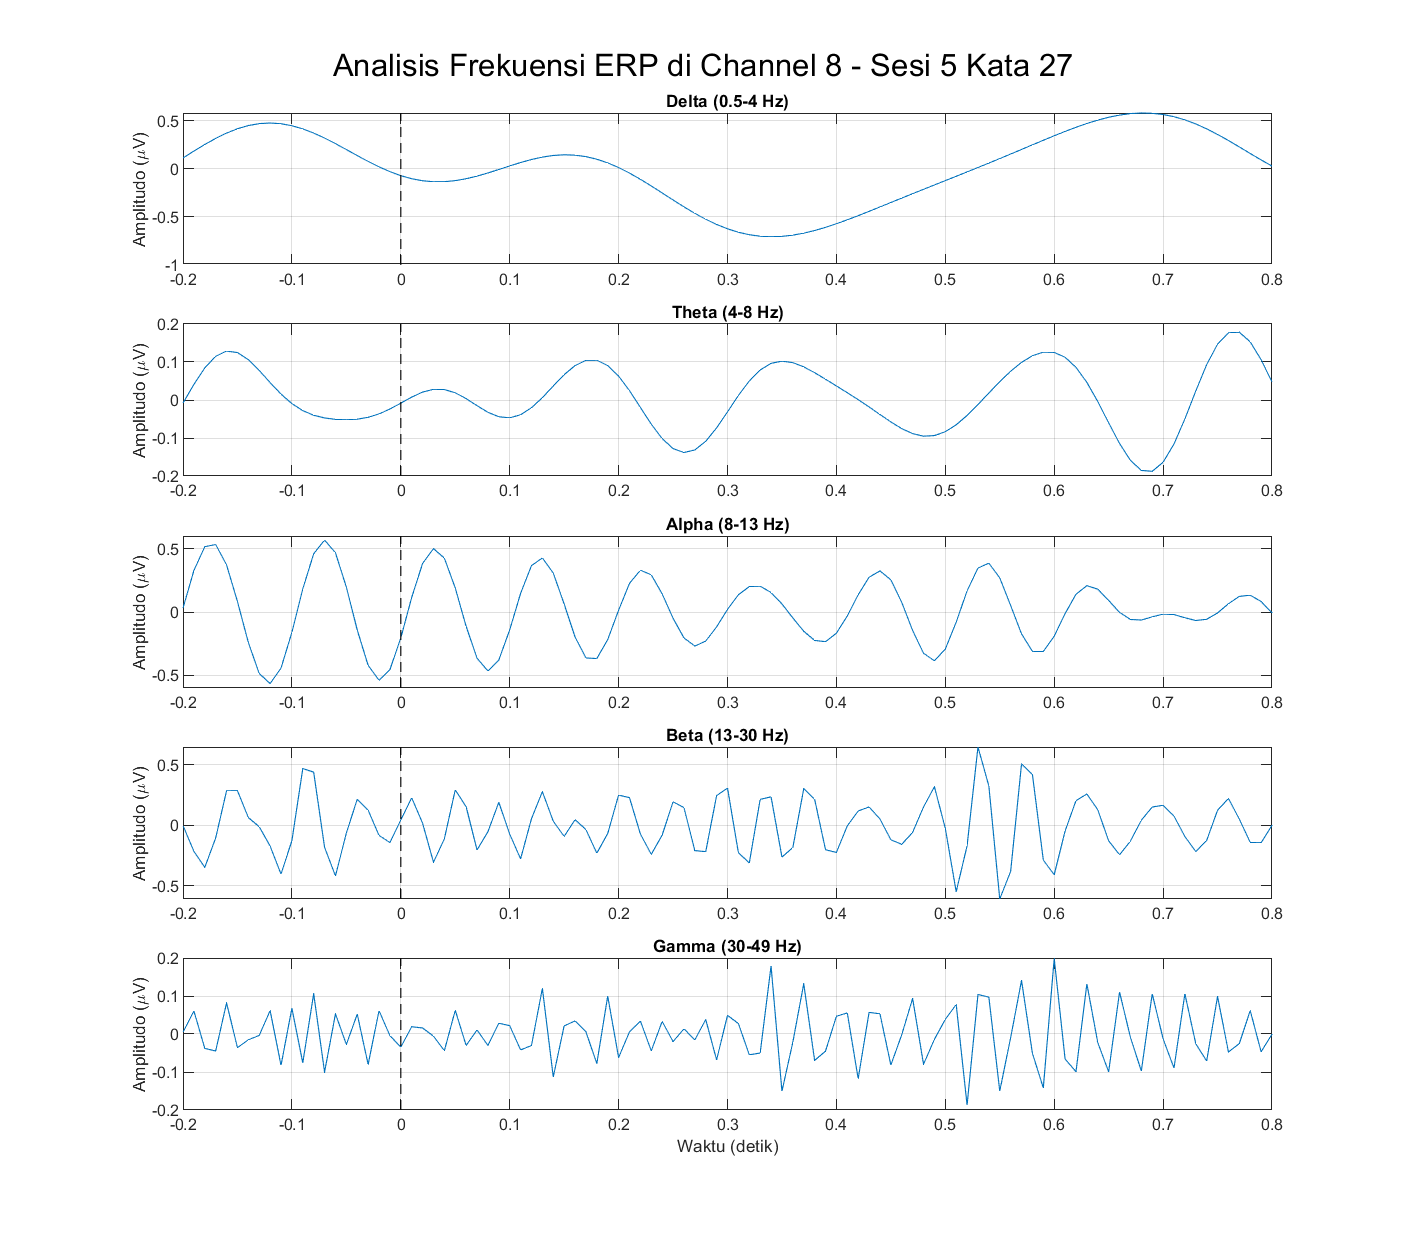 Analisis Frekuensi ERP di Channel 8 - Sesi 5 Kata 27
Delta (0.5-4 Hz)
Amplitudo (μV)
0.5
0
-0.5
-1
-0.2 -0.1 0 0.1 0.2 0.3 0.4 0.5 0.6 0.7 0.8
Theta (4-8 Hz)
Amplitudo (μV)
0.2
0.1
0
-0.1
-0.2
-0.2 -0.1 0 0.1 0.2 0.3 0.4 0.5 0.6 0.7 0.8
Alpha (8-13 Hz)
Amplitudo (μV)
0.5
0
-0.5
-0.2 -0.1 0 0.1 0.2 0.3 0.4 0.5 0.6 0.7 0.8
Beta (13-30 Hz)
Amplitudo (μV)
0.5
0
-0.5
-0.2 -0.1 0 0.1 0.2 0.3 0.4 0.5 0.6 0.7 0.8
Gamma (30-49 Hz)
Amplitudo (μV)
0.2
0.1
0
-0.1
-0.2
-0.2 -0.1 0 0.1 0.2 0.3 0.4 0.5 0.6 0.7 0.8
Waktu (detik)